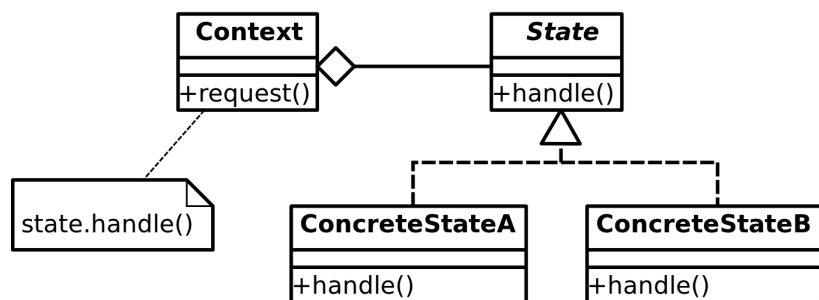 Context
+request()
State
+handle()
state.handle()
ConcreteStateA
+handle()
ConcreteStateB
+handle()